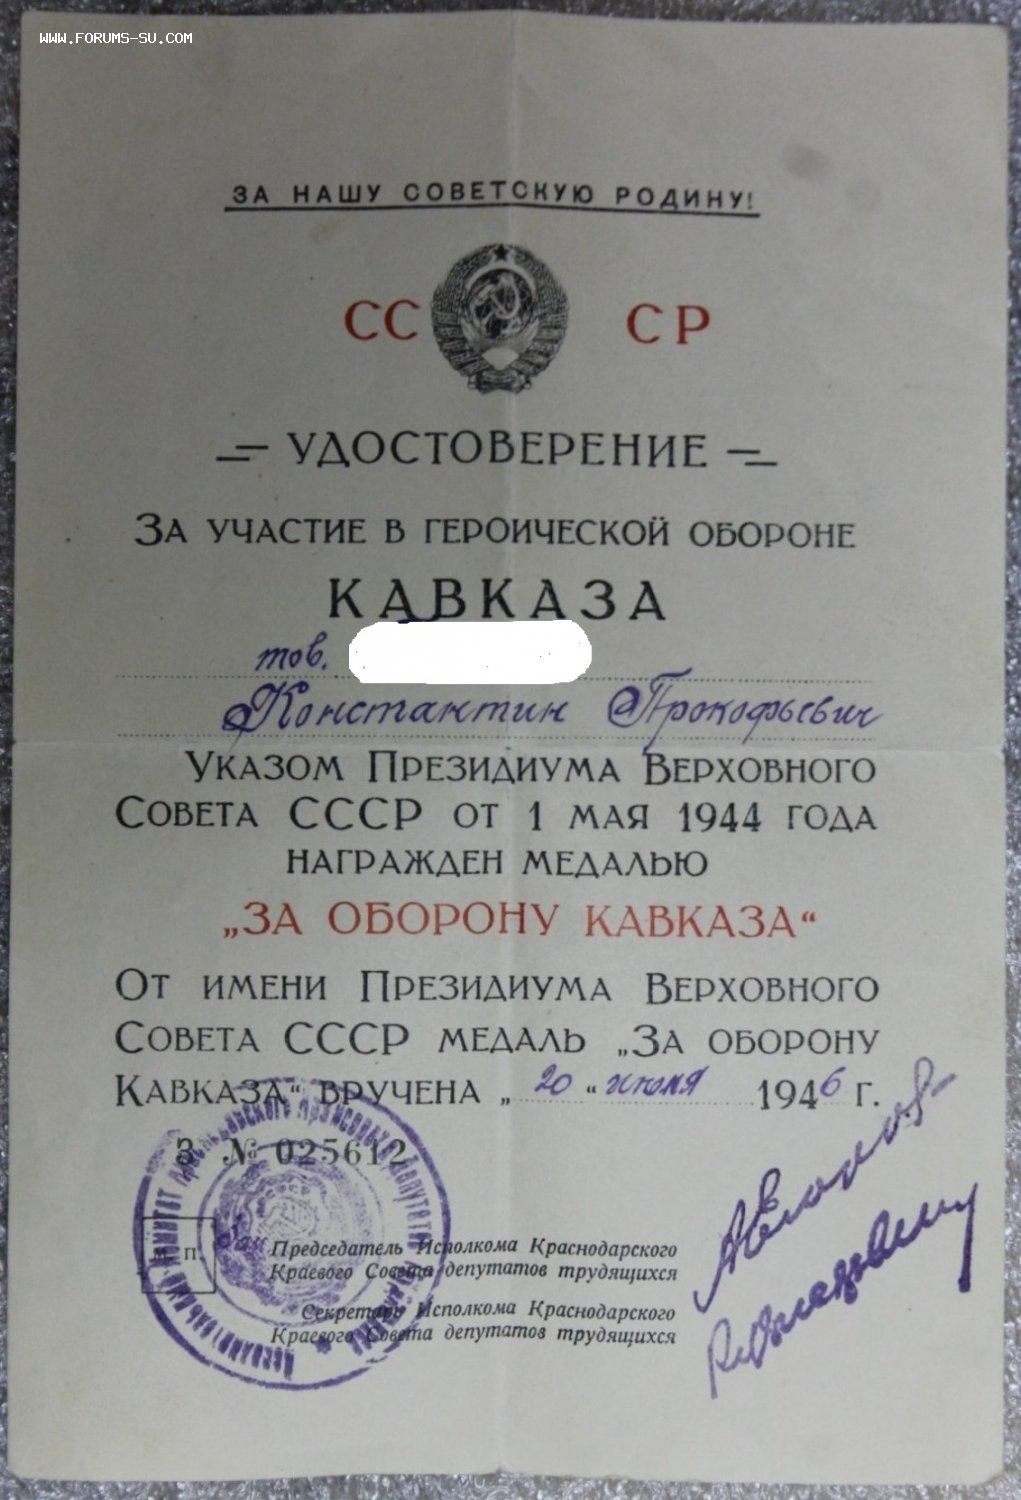 www.forums-su.com
ЗА НАШУ СОВЕТСКУЮ РОДИНУ!
СС СР
УДОСТОВЕРЕНИЕ
За участие в героической обороне
КАВКАЗА
тов.
Константин Прокофьевич
Указом Президиума Верховного
Совета СССР от 1 мая 1944 года
награжден медалью
„ЗА ОБОРОНУ КАВКАЗА“
От имени Президиума Верховного
Совета СССР медаль „За оборону
Кавказа“ вручена „20“ июля 1946 г.
З № 025612
М П.
Зам. Председатель Исполкома Краснодарского
Краевого Совета депутатов трудящихся
Секретарь Исполкома Краснодарского
Краевого Совета депутатов трудящихся